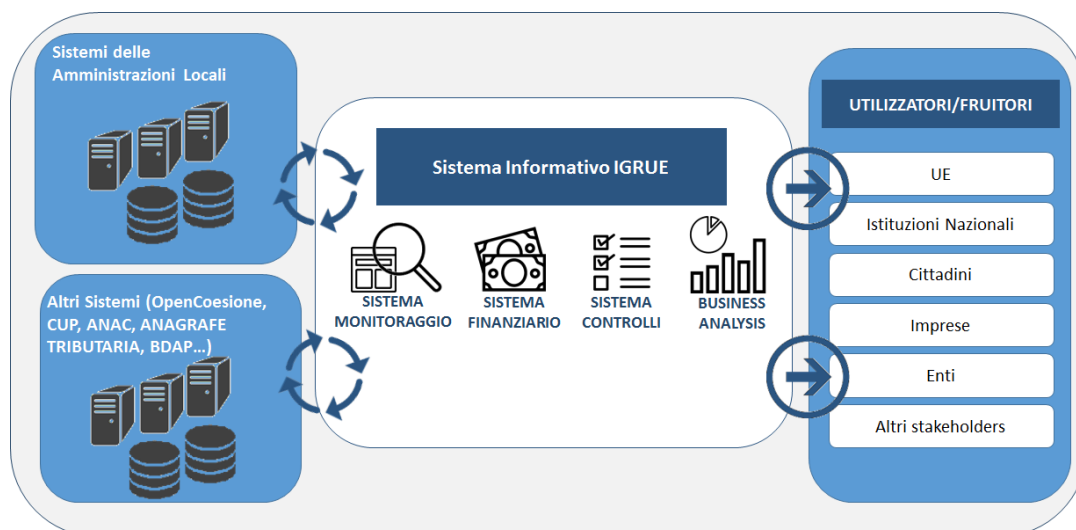 Sistemi delle
Amministrazioni Locali
Altri Sistemi (OpenCoesione,
CUP, ANAC, ANAGRAFE
TRIBUTARIA, BDAP...)
Sistema Informativo IGRUE
SISTEMA
MONITORAGGIO
SISTEMA
FINANZIARIO
SISTEMA
CONTROLLI
BUSINESS
ANALYSIS
UTILIZZATORI/FRUITORI
UE
Istituzioni Nazionali
Cittadini
Imprese
Enti
Altri stakeholders